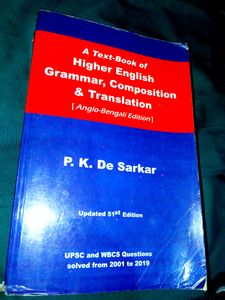 A Text-Book of
Higher English
Grammar, Composition
& Translation
[ Anglo-Bengali Edition ]
P. K. De Sarkar
Updated 51st Edition
UPSC and WBCS Questions
solved from 2001 to 2019